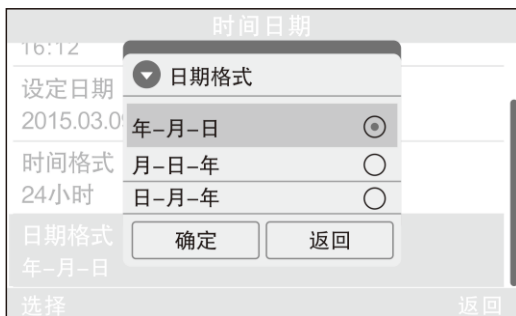 时间日期
16:12
设定日期
2015.03.0
时间格式
24小时
日期格式
年-月-日
日期格式
年-月-日
月-日-年
日-月-年
确定 返回
选择 返回